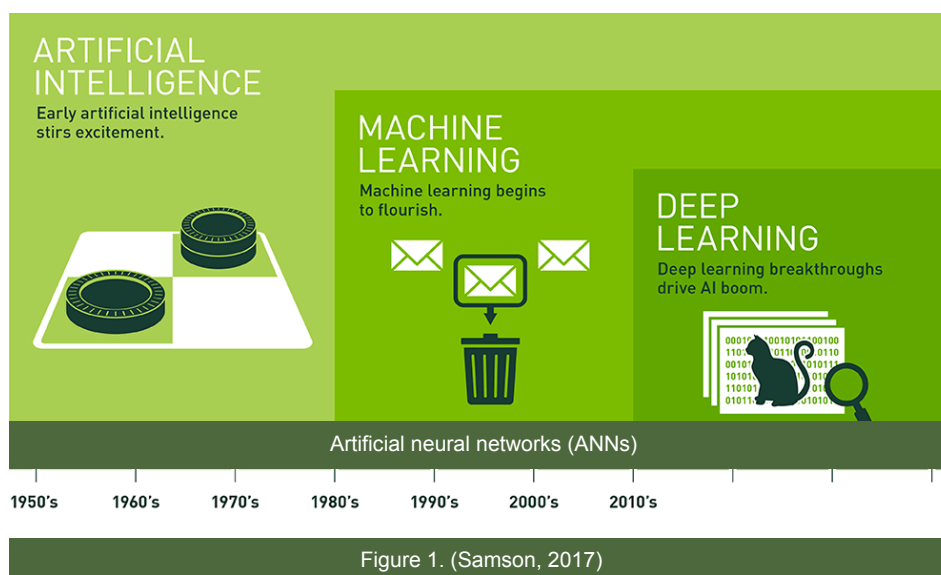 ARTIFICIAL
INTELLIGENCE
Early artificial intelligence
stirs excitement.
MACHINE
LEARNING
Machine learning begins
to flourish.
DEEP
LEARNING
Deep learning breakthroughs
drive AI boom.
Artificial neural networks (ANNs)
1950's 1960's 1970's 1980's 1990's 2000's 2010's
Figure 1. (Samson, 2017)